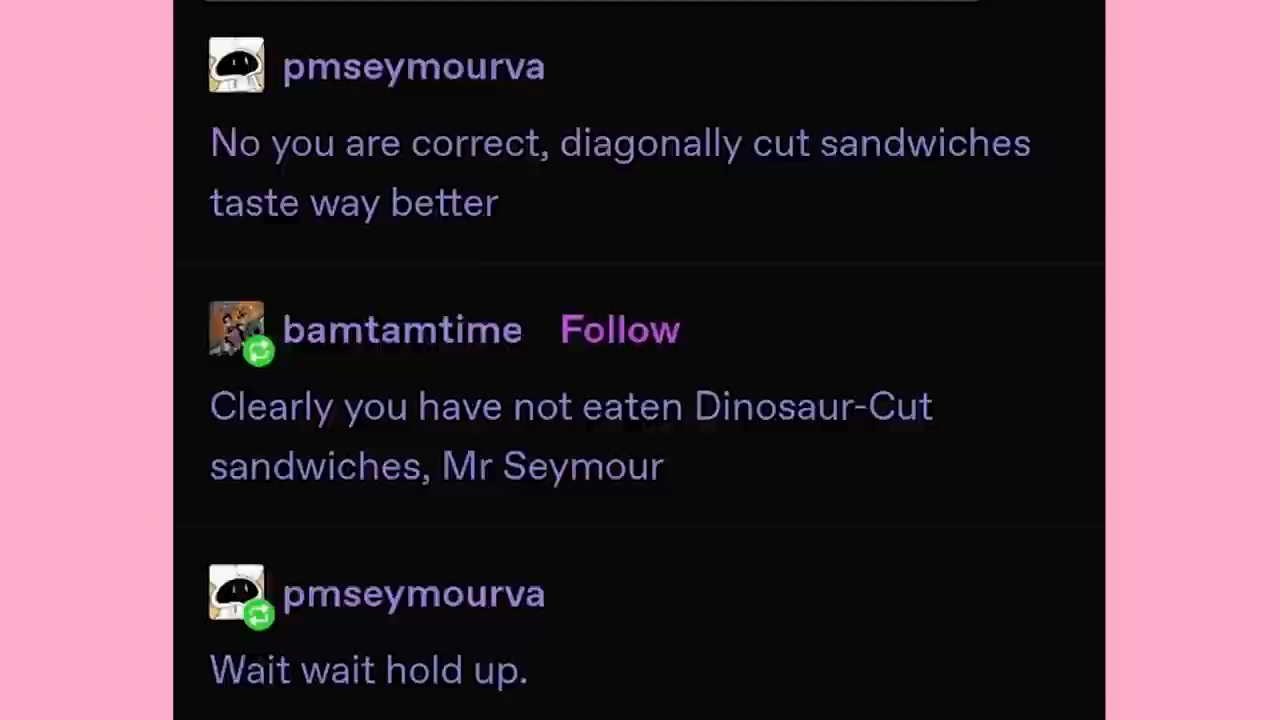 pmseymourva
No you are correct, diagonally cut sandwiches
taste way better
bamtamtime Follow
Clearly you have not eaten Dinosaur-Cut
sandwiches, Mr Seymour
pmseymourva
Wait wait hold up.